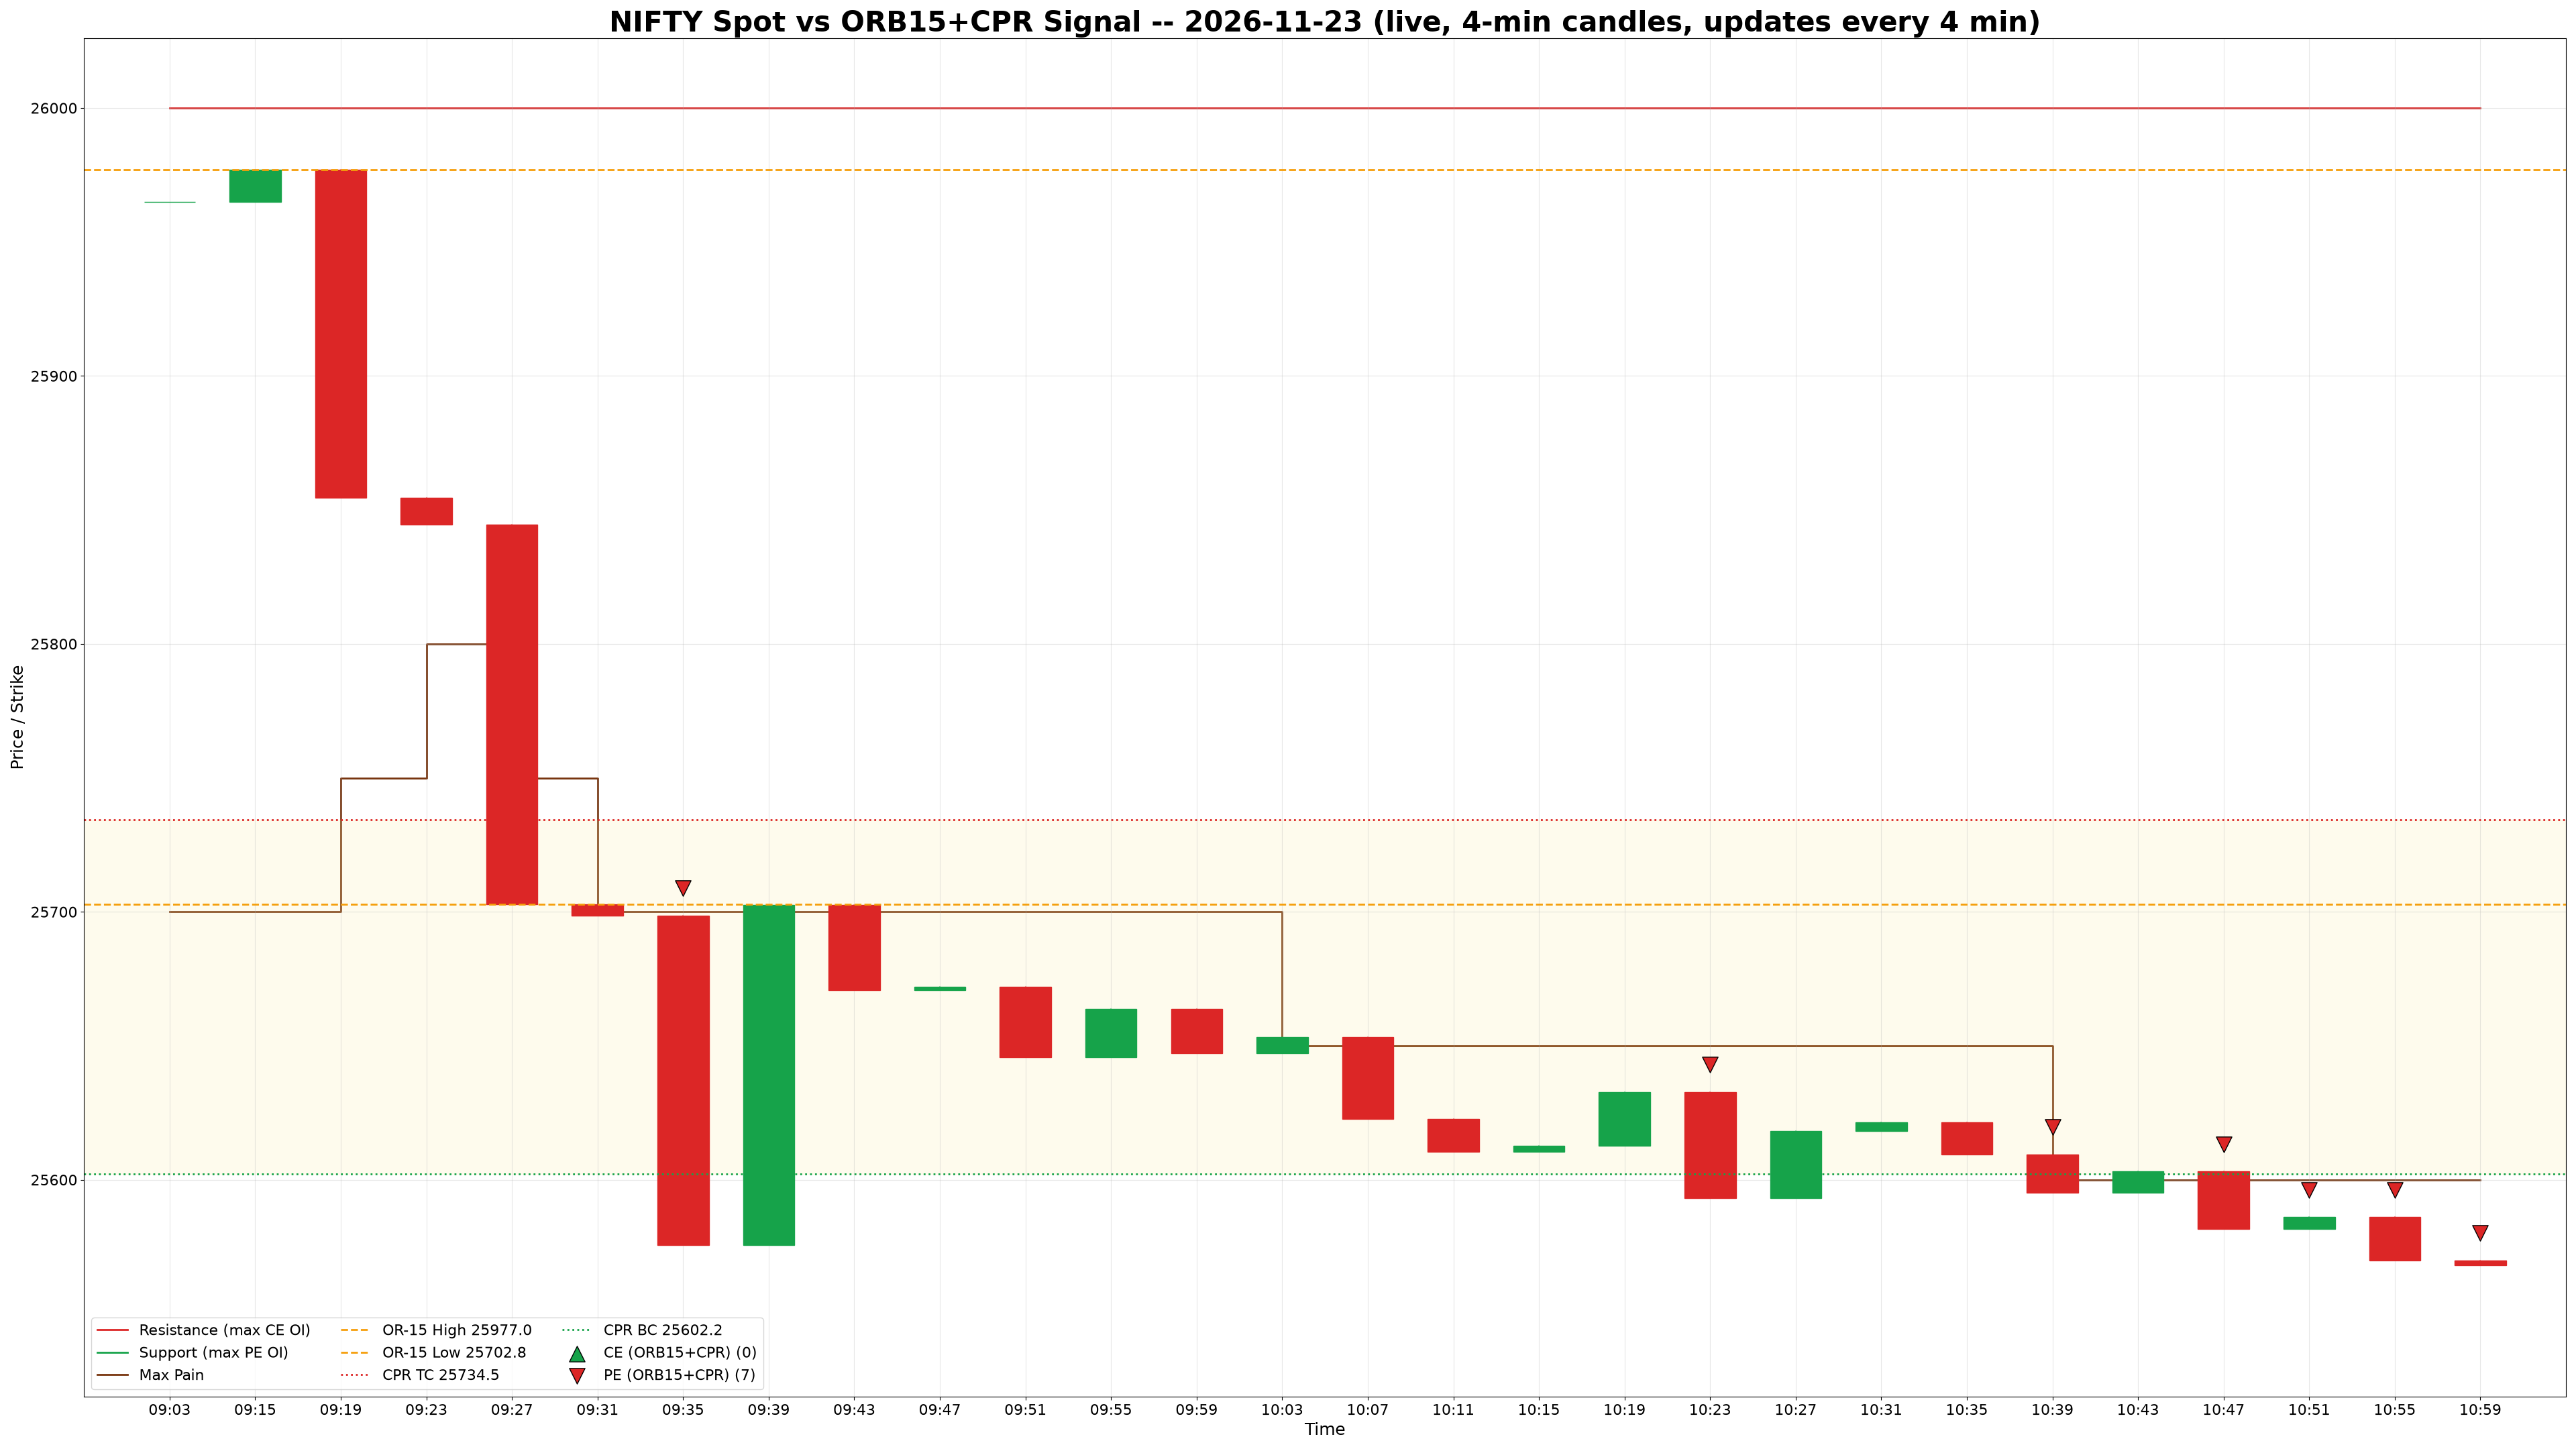 NIFTY Spot vs ORB15+CPR Signal -- 2026-11-23 (live, 4-min candles, updates every 4 min)
Price / Strike
26000
25900
25800
25700
25600
Resistance (max CE OI)
Support (max PE OI)
Max Pain
OR-15 High 25977.0
OR-15 Low 25702.8
CPR TC 25734.5
CPR BC 25602.2
CE (ORB15+CPR) (0)
PE (ORB15+CPR) (7)
09:03 09:15 09:19 09:23 09:27 09:31 09:35 09:39 09:43 09:47 09:51 09:55 09:59 10:03 10:07 10:11 10:15 10:19 10:23 10:27 10:31 10:35 10:39 10:43 10:47 10:51 10:55 10:59
Time